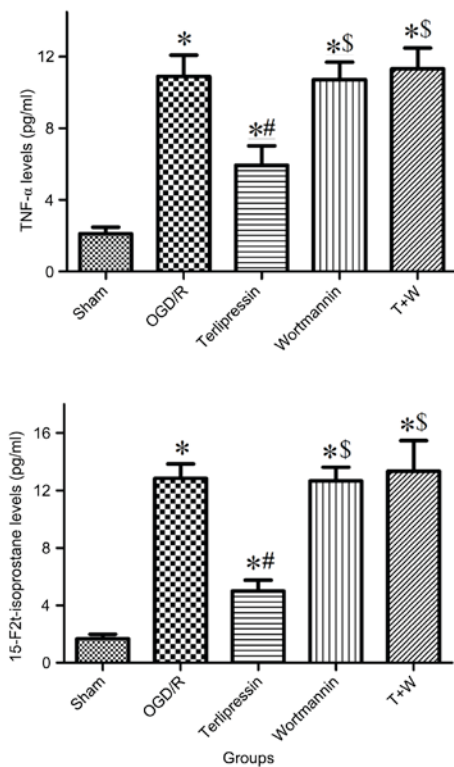 TNF-α levels (pg/ml)
12
8
4
0
*
*#
*$
*$
Sham
OGD/R
Terlipressin
Wortmannin
T+W
15-F2t-isoprostane levels (pg/ml)
16
12
8
4
0
*
*#
*$
*$
Sham
OGD/R
Terlipressin
Wortmannin
T+W
Groups